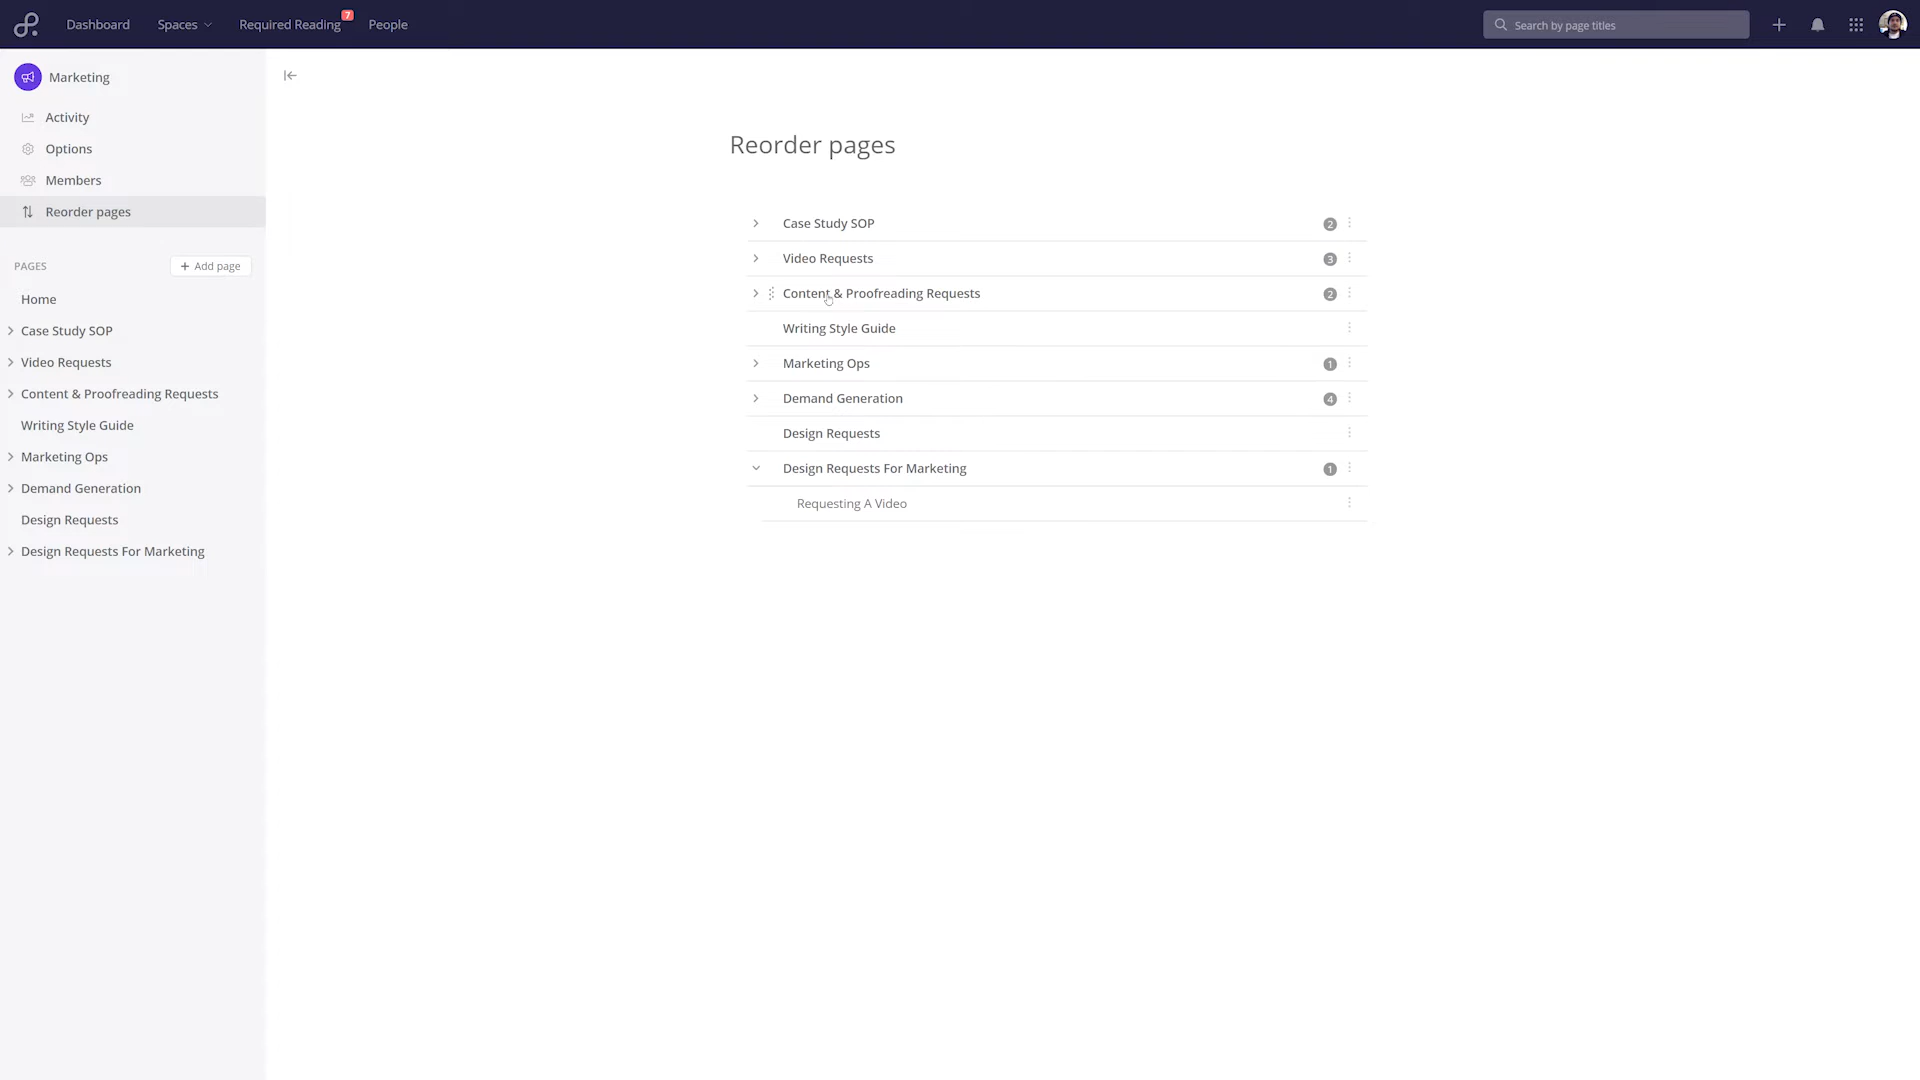 Dashboard
Spaces
Required Reading
7
People
Search by page titles
Marketing
Activity
Options
Members
Reorder pages
PAGES
+ Add page
Home
Case Study SOP
Video Requests
Content & Proofreading Requests
Writing Style Guide
Marketing Ops
Demand Generation
Design Requests
Design Requests For Marketing
Reorder pages
Case Study SOP 2
Video Requests 3
Content & Proofreading Requests 2
Writing Style Guide
Marketing Ops 1
Demand Generation 4
Design Requests
Design Requests For Marketing 1
Requesting A Video